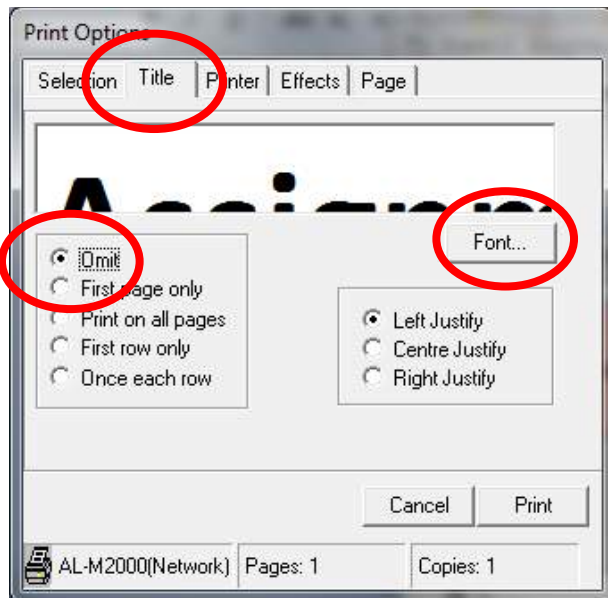 Print Options
Selection Title Printer Effects Page
Font...
Omit
First page only
Print on all pages
First row only
Once each row
Left Justify
Centre Justify
Right Justify
Cancel Print
AL-M2000(Network) Pages: 1 Copies: 1